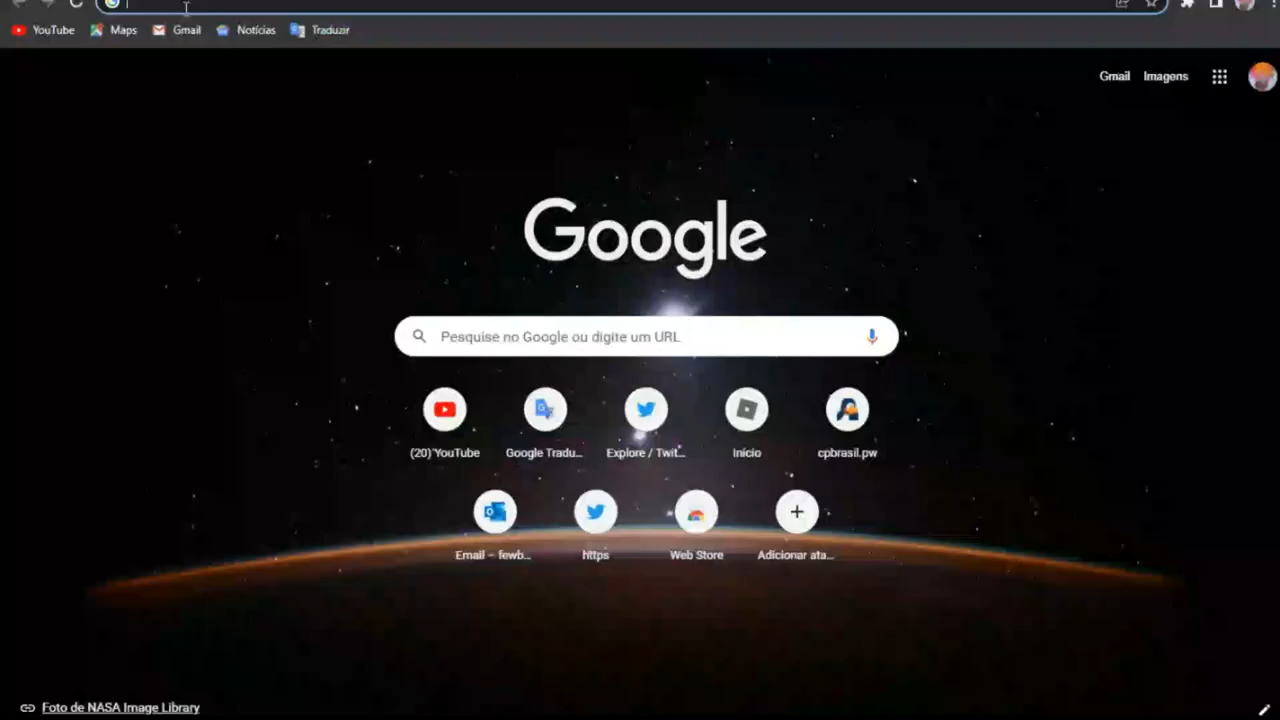 YouTube Maps Gmail Notícias Traduzir
Gmail Imagens
Google
Pesquise no Google ou digite um URL
(20) YouTube Google Tradu... Explore / Twit... Início cpbrasil.pw
Email – fewb... https Web Store Adicionar ata...
Foto de NASA Image Library